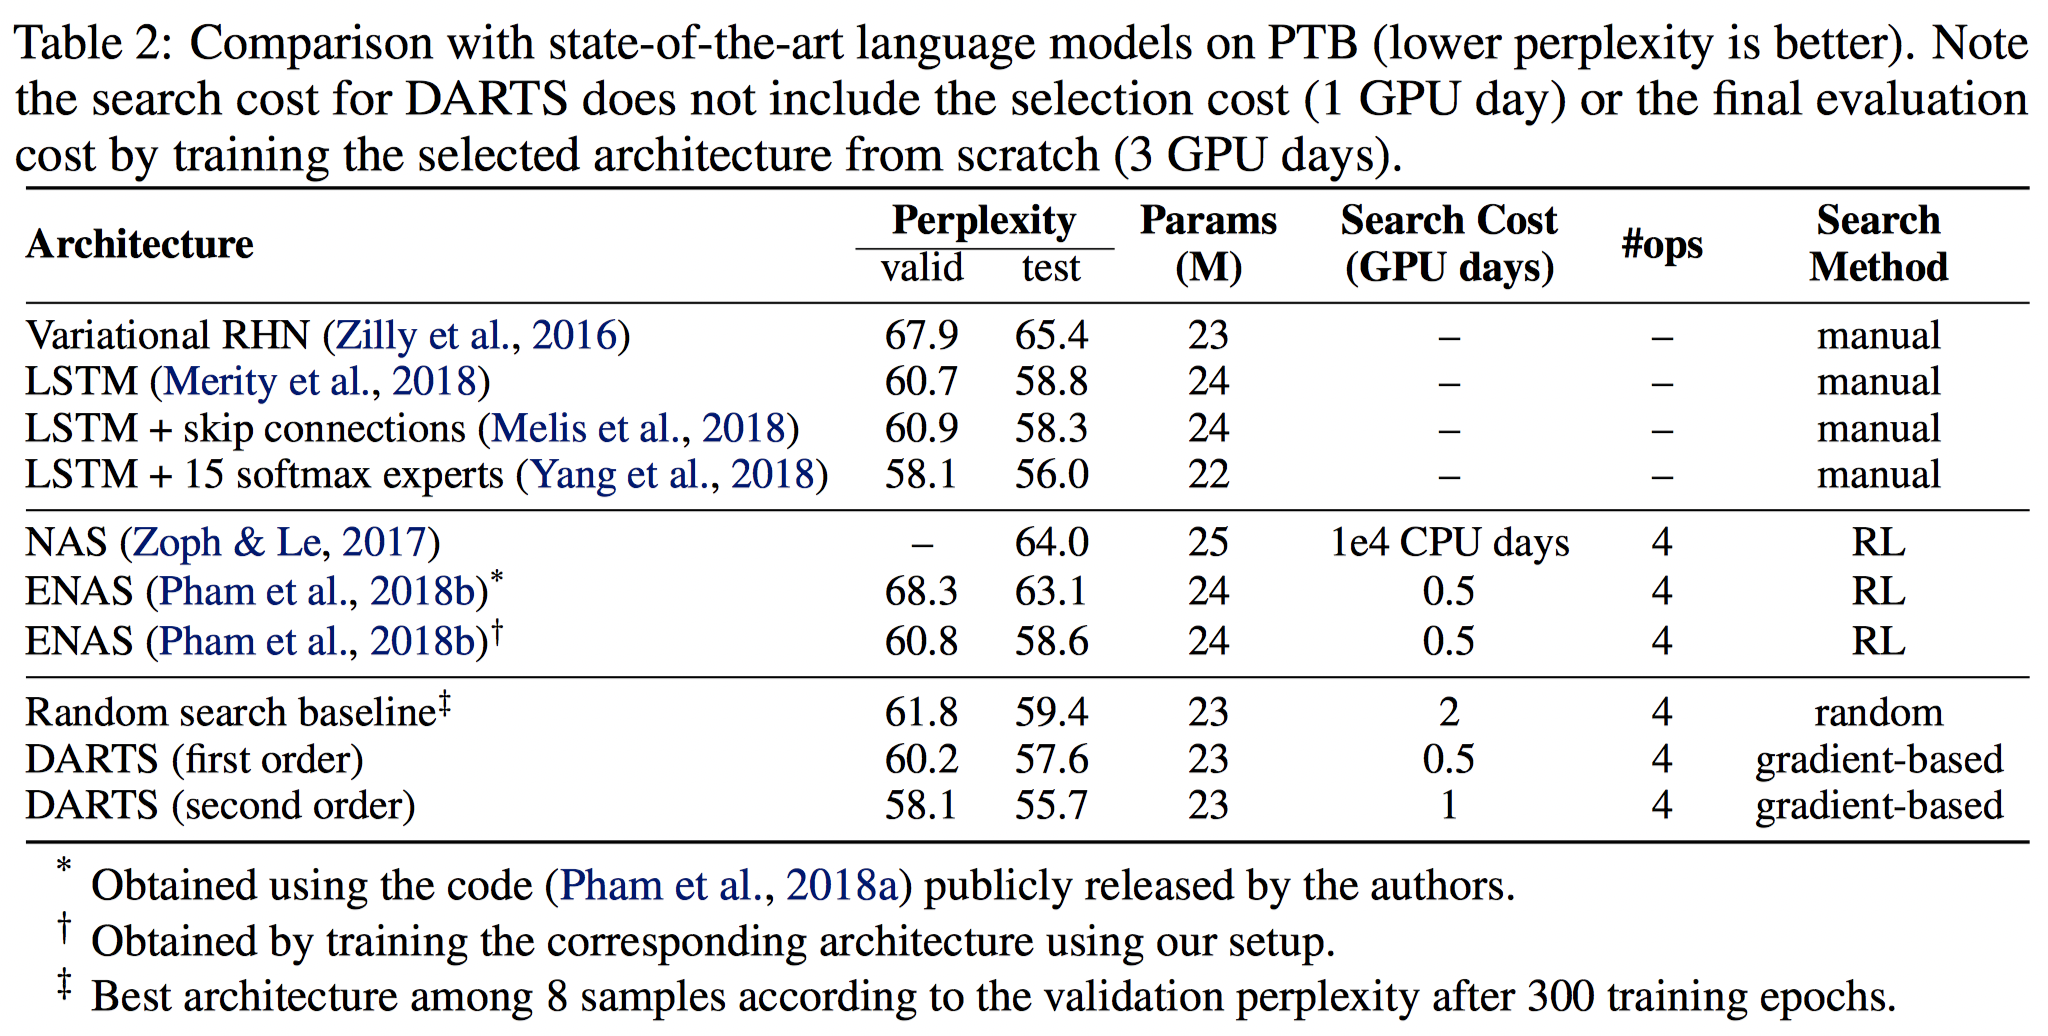 Table 2: Comparison with state-of-the-art language models on PTB (lower perplexity is better). Note
the search cost for DARTS does not include the selection cost (1 GPU day) or the final evaluation
cost by training the selected architecture from scratch (3 GPU days).
Architecture Perplexity Params Search Cost #ops Search
valid test (M) (GPU days) Method
Variational RHN (Zilly et al., 2016) 67.9 65.4 23 – – manual
LSTM (Merity et al., 2018) 60.7 58.8 24 – – manual
LSTM + skip connections (Melis et al., 2018) 60.9 58.3 24 – – manual
LSTM + 15 softmax experts (Yang et al., 2018) 58.1 56.0 22 – – manual
NAS (Zoph & Le, 2017) – 64.0 25 1e4 CPU days 4 RL
ENAS (Pham et al., 2018b)* 68.3 63.1 24 0.5 4 RL
ENAS (Pham et al., 2018b)† 60.8 58.6 24 0.5 4 RL
Random search baseline‡ 61.8 59.4 23 2 4 random
DARTS (first order) 60.2 57.6 23 0.5 4 gradient-based
DARTS (second order) 58.1 55.7 23 1 4 gradient-based
* Obtained using the code (Pham et al., 2018a) publicly released by the authors.
† Obtained by training the corresponding architecture using our setup.
‡ Best architecture among 8 samples according to the validation perplexity after 300 training epochs.